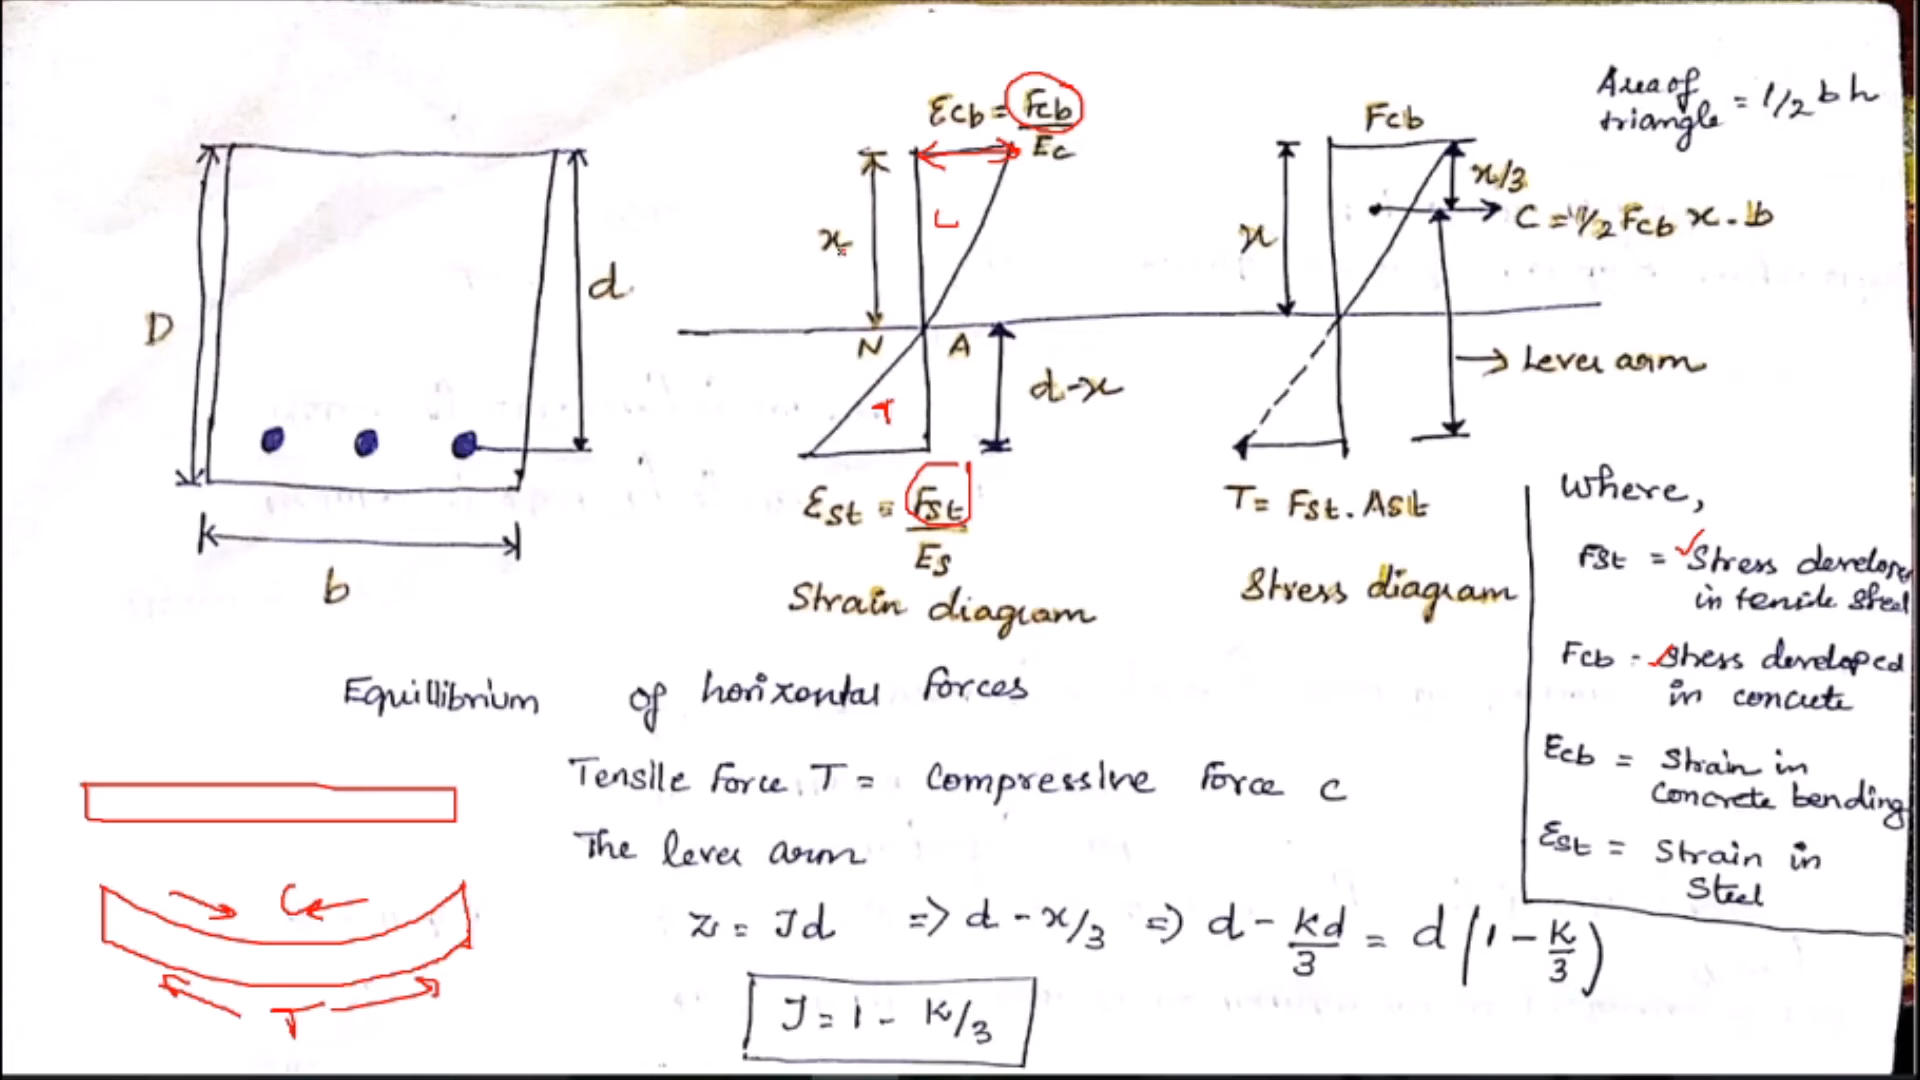 Area of
triangle = 1/2 bh
Ecb = Fcb
Ec
Fcb
x/3
C = 1/2 Fcb x. b
D
d
x
L
x
N A
d-x
Lever arm
T
b
Est = Fst
Es
T = Fst. Ast
Strain diagram
Stress diagram
Where,
Fst = Stress
in tensile steel
Fcb - Stress developed
in concrete
Ecb = Strain in
concrete bending
Est = Strain in
Steel
Equillibrium of horizontal forces
Tensile Force, T = Compressive Force C
The lever arm
z = Jd => d - x/3 => d - kd/3 = d (1 - k/3)
J = 1 - K/3
C
T